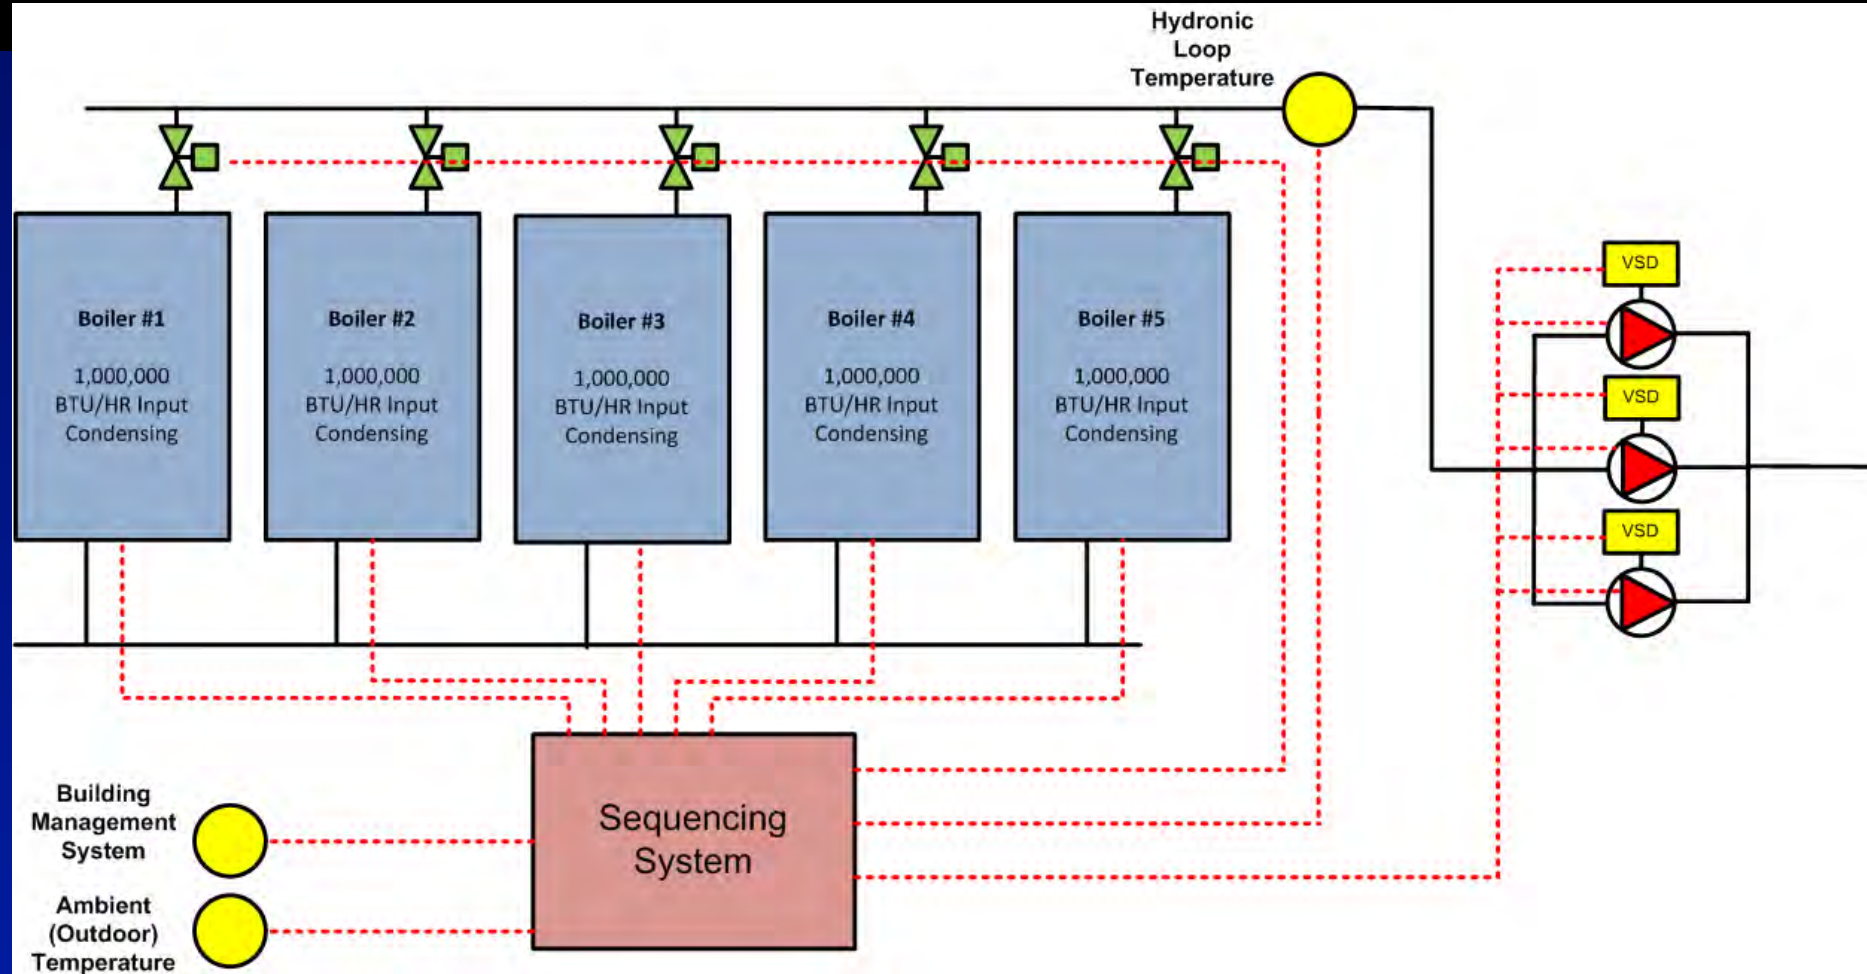 Hydronic
Loop
Temperature
VSD
Boiler #1
1,000,000
BTU/HR Input
Condensing
Boiler #2
1,000,000
BTU/HR Input
Condensing
Boiler #3
1,000,000
BTU/HR Input
Condensing
Boiler #4
1,000,000
BTU/HR Input
Condensing
Boiler #5
1,000,000
BTU/HR Input
Condensing
VSD
VSD
Building
Management
System
Sequencing
System
Ambient
(Outdoor)
Temperature